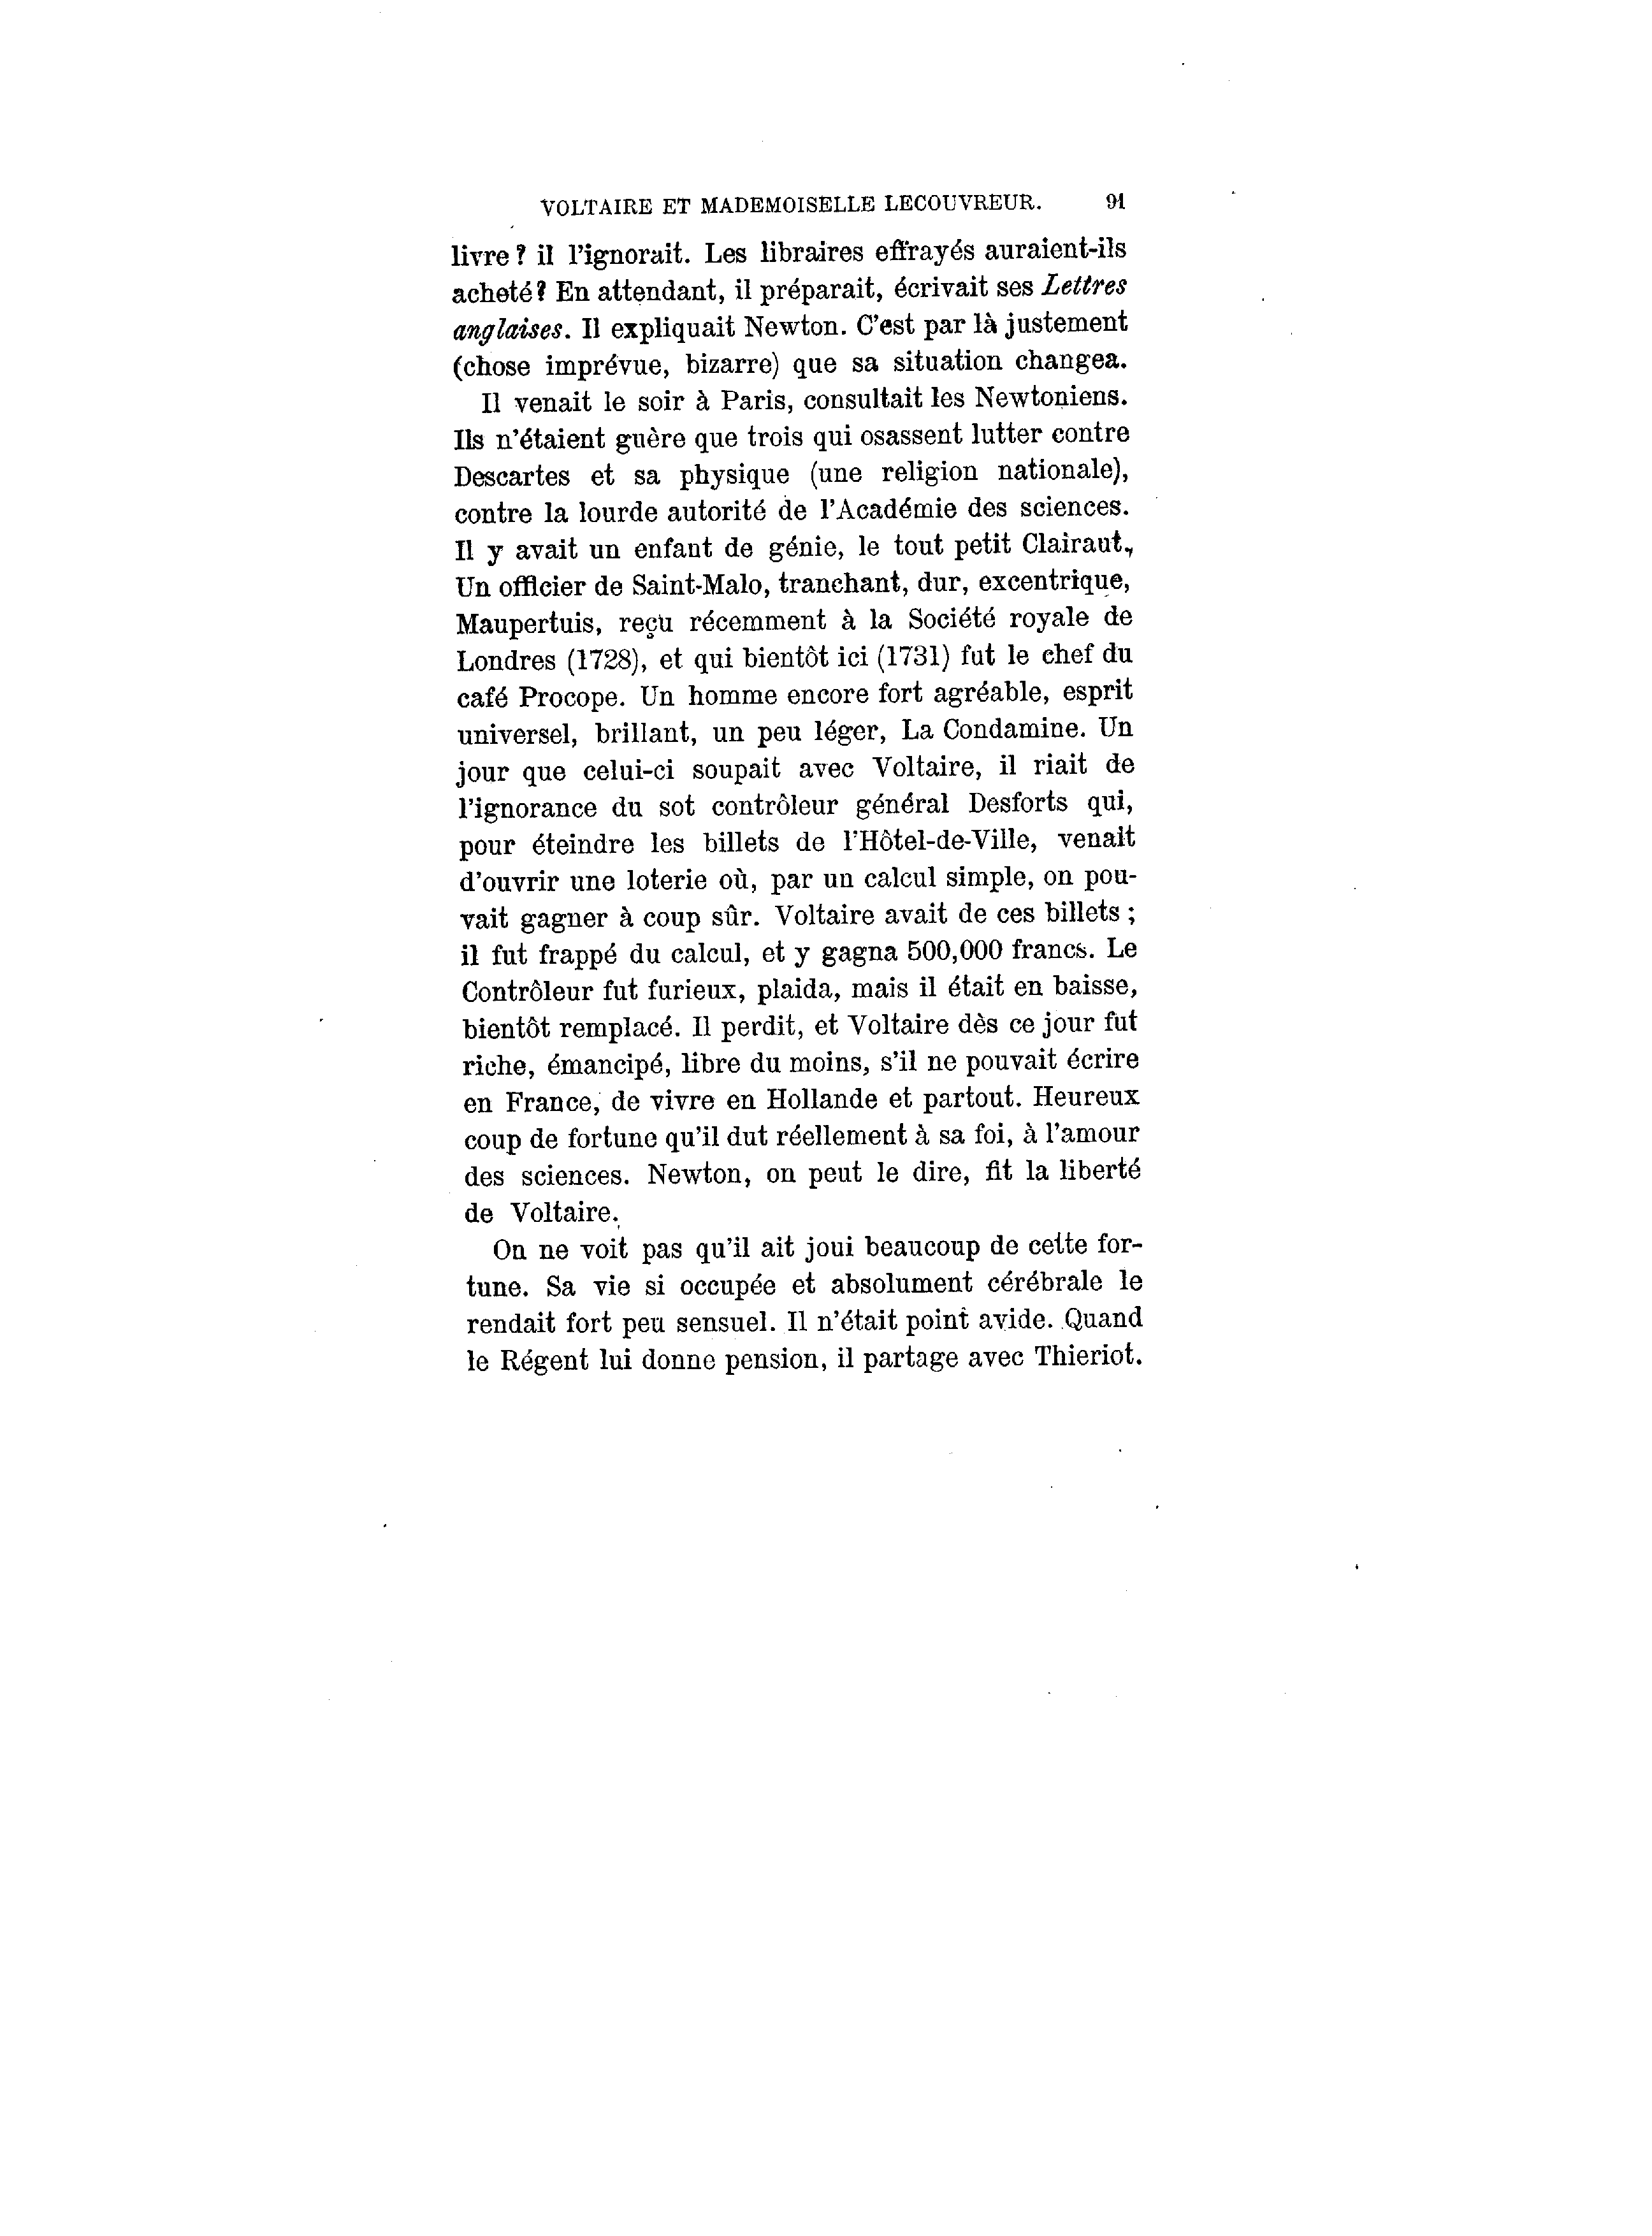 VOLTAIRE ET MADEMOISELLE LECOUVREUR. 91
livre ? il l'ignorait. Les libraires effrayés auraient-ils
acheté ? En attendant, il préparait, écrivait ses Lettres
anglaises. Il expliquait Newton. C'est par là justement
(chose imprévue, bizarre) que sa situation changea.
Il venait le soir à Paris, consultait les Newtoniens.
Ils n'étaient guère que trois qui osassent lutter contre
Descartes et sa physique (une religion nationale),
contre la lourde autorité de l'Académie des sciences.
Il y avait un enfant de génie, le tout petit Clairaut,
Un officier de Saint-Malo, tranchant, dur, excentrique,
Maupertuis, reçu récemment à la Société royale de
Londres (1728), et qui bientôt ici (1731) fut le chef du
café Procope. Un homme encore fort agréable, esprit
universel, brillant, un peu léger, La Condamine. Un
jour que celui-ci soupait avec Voltaire, il riait de
l'ignorance du sot contrôleur général Desforts qui,
pour éteindre les billets de l'Hôtel-de-Ville, venait
d'ouvrir une loterie où, par un calcul simple, on pou-
vait gagner à coup sûr. Voltaire avait de ces billets ;
il fut frappé du calcul, et y gagna 500,000 francs. Le
Contrôleur fut furieux, plaida, mais il était en baisse,
bientôt remplacé. Il perdit, et Voltaire dès ce jour fut
riche, émancipé, libre du moins, s'il ne pouvait écrire
en France, de vivre en Hollande et partout. Heureux
coup de fortune qu'il dut réellement à sa foi, à l'amour
des sciences. Newton, on peut le dire, fit la liberté
de Voltaire.
On ne voit pas qu'il ait joui beaucoup de cette for-
tune. Sa vie si occupée et absolument cérébrale le
rendait fort peu sensuel. Il n'était point avide. Quand
le Régent lui donne pension, il partage avec Thieriot.